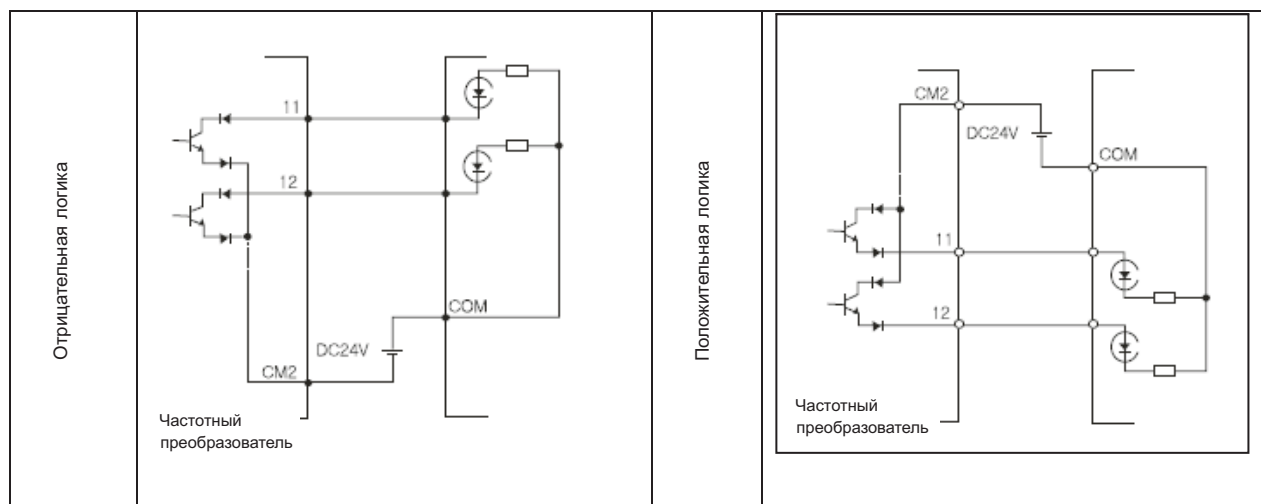 Отрицательная логика
11
12
COM
DC24V
CM2
Частотный
преобразователь
Положительная логика
CM2
DC24V
COM
11
12
Частотный
преобразователь